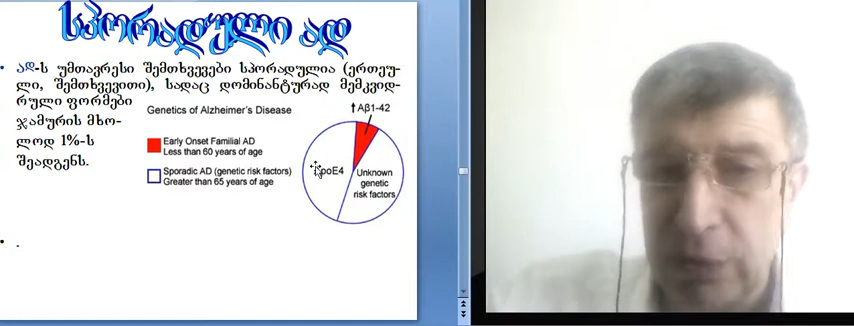 სპორადული ად
• ად-ს უმთავრესი შემთხვევები სპორადულია (ერთეუ-
ლი, შემთხვევითი), სადაც დომინანტურად მემკვიდ-
რული ფორმები
ჯამურის მხო-
ლოდ 1%-ს
შეადგენს.
Genetics of Alzheimer's Disease
Early Onset Familial AD
Less than 60 years of age
Sporadic AD (genetic risk factors)
Greater than 65 years of age
↑Aβ1-42
poE4
Unknown
genetic
risk factors
• .